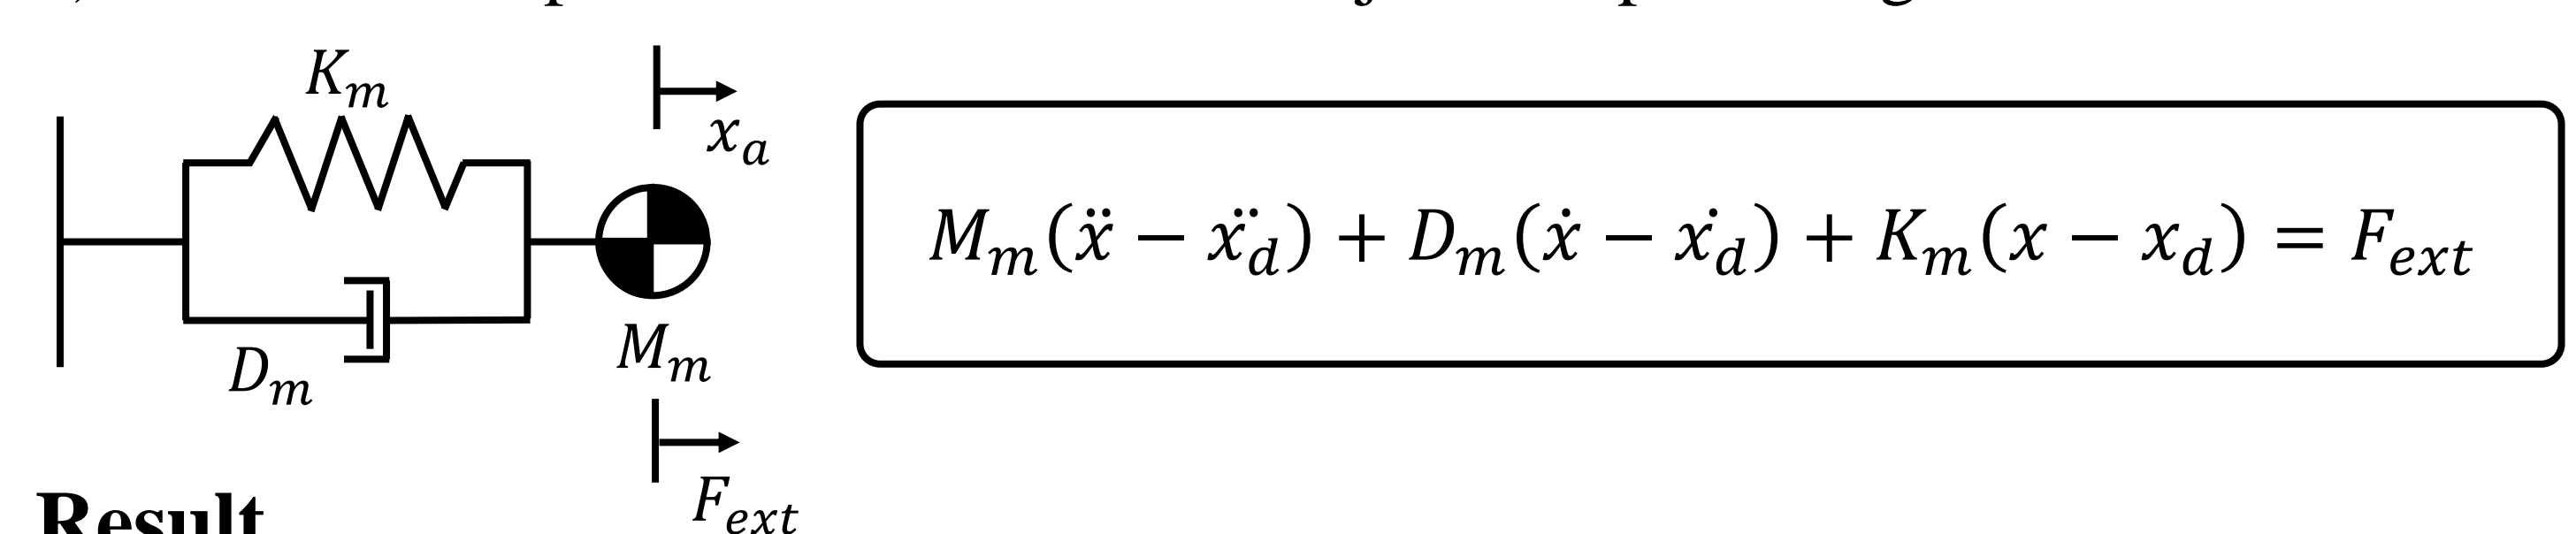 K_m
x_a
M_m(ẍ − ẍ_d) + D_m(ẋ − ẋ_d) + K_m(x − x_d) = F_ext
M_m
D_m
F_ext
Result